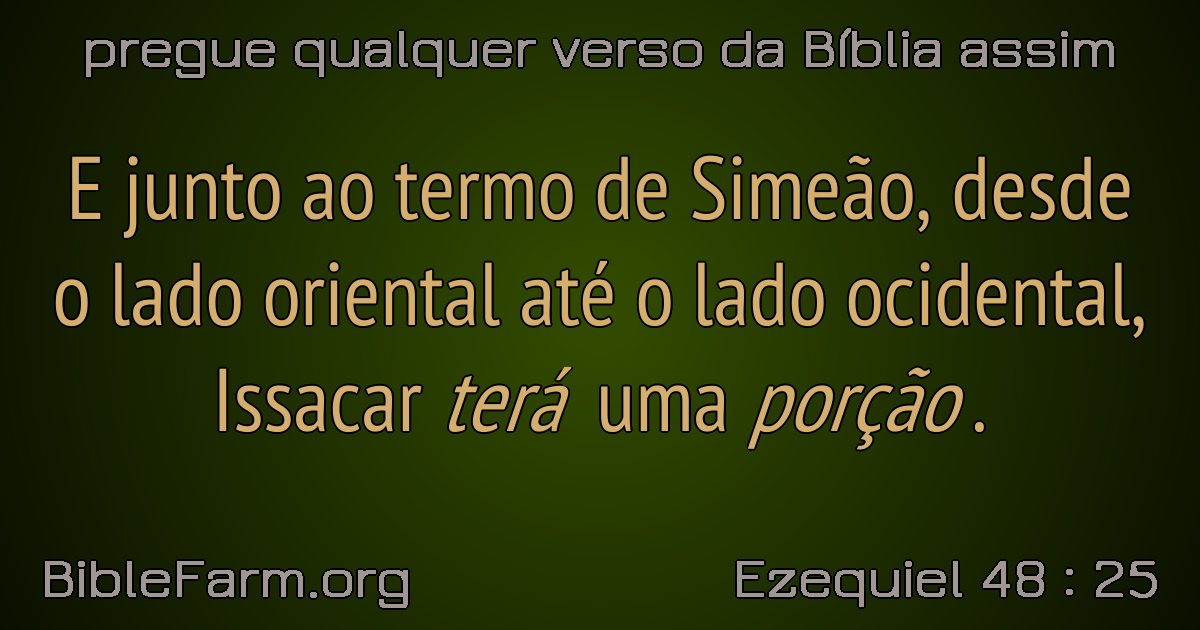 pregue qualquer verso da Bíblia assim
E junto ao termo de Simeão, desde
o lado oriental até o lado ocidental,
Issacar terá uma porção.
BibleFarm.org
Ezequiel 48 : 25